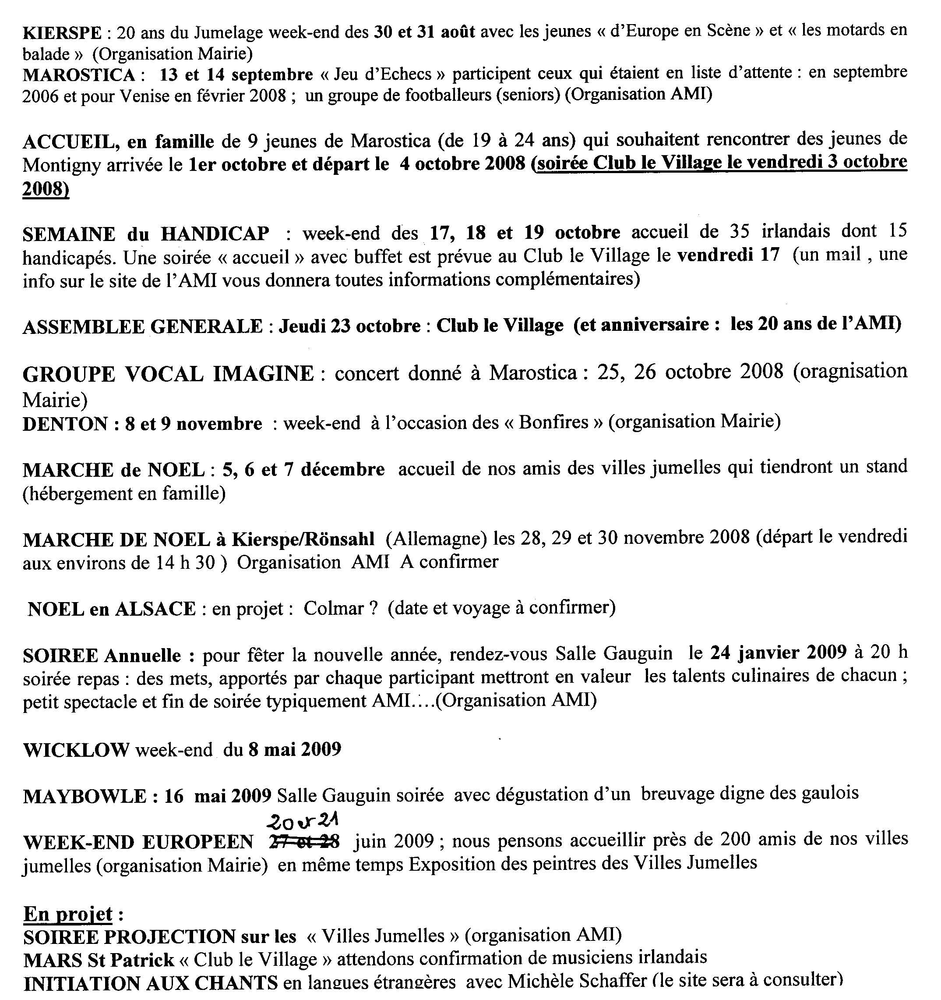 KIERSPE : 20 ans du Jumelage week-end des 30 et 31 août avec les jeunes « d’Europe en Scène » et « les motards en
balade » (Organisation Mairie)
MAROSTICA : 13 et 14 septembre « Jeu d’Echecs » participent ceux qui étaient en liste d’attente : en septembre
2006 et pour Venise en février 2008 ; un groupe de footballeurs (seniors) (Organisation AMI)
ACCUEIL, en famille de 9 jeunes de Marostica (de 19 à 24 ans) qui souhaitent rencontrer des jeunes de
Montigny arrivée le 1er octobre et départ le 4 octobre 2008 (soirée Club le Village le vendredi 3 octobre
2008)
SEMAINE du HANDICAP : week-end des 17, 18 et 19 octobre accueil de 35 irlandais dont 15
handicapés. Une soirée « accueil » avec buffet est prévue au Club le Village le vendredi 17 (un mail , une
info sur le site de l’AMI vous donnera toutes informations complémentaires)
ASSEMBLEE GENERALE : Jeudi 23 octobre : Club le Village (et anniversaire : les 20 ans de l’AMI)
GROUPE VOCAL IMAGINE : concert donné à Marostica : 25, 26 octobre 2008 (oragnisation
Mairie)
DENTON : 8 et 9 novembre : week-end à l’occasion des « Bonfires » (organisation Mairie)
MARCHE de NOEL : 5, 6 et 7 décembre accueil de nos amis des villes jumelles qui tiendront un stand
(hébergement en famille)
MARCHE DE NOEL à Kierspe/Rönsahl (Allemagne) les 28, 29 et 30 novembre 2008 (départ le vendredi
aux environs de 14 h 30 ) Organisation AMI A confirmer
NOEL en ALSACE : en projet : Colmar ? (date et voyage à confirmer)
SOIREE Annuelle : pour fêter la nouvelle année, rendez-vous Salle Gauguin le 24 janvier 2009 à 20 h
soirée repas : des mets, apportés par chaque participant mettront en valeur les talents culinaires de chacun ;
petit spectacle et fin de soirée typiquement AMI....(Organisation AMI)
WICKLOW week-end du 8 mai 2009
MAYBOWLE : 16 mai 2009 Salle Gauguin soirée avec dégustation d’un breuvage digne des gaulois
20 et 21
WEEK-END EUROPEEN 27 et 28 juin 2009 ; nous pensons accueillir près de 200 amis de nos villes
jumelles (organisation Mairie) en même temps Exposition des peintres des Villes Jumelles
En projet :
SOIREE PROJECTION sur les « Villes Jumelles » (organisation AMI)
MARS St Patrick « Club le Village » attendons confirmation de musiciens irlandais
INITIATION AUX CHANTS en langues étrangères avec Michèle Schaffer (le site sera à consulter)